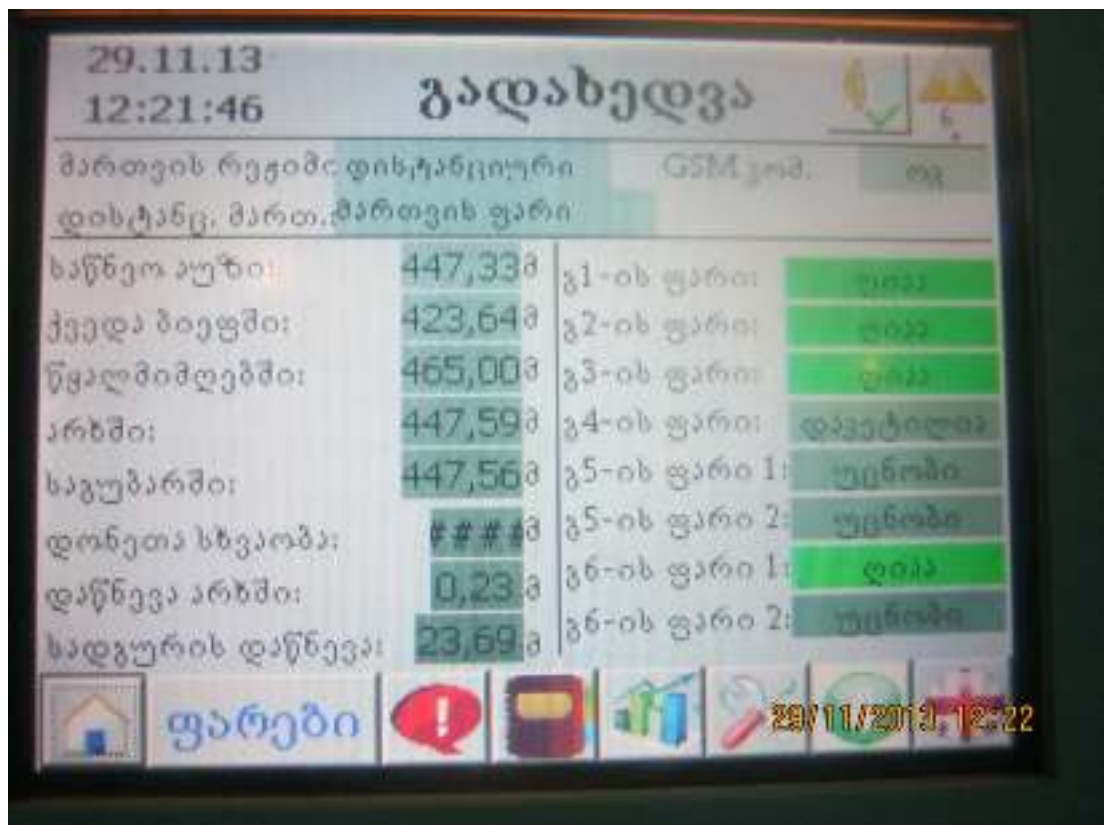 29.11.13
12:21:46
გადახედვა
ნ.
მართვის რეჟიმი დისტანციური GSM კომ.
დისტანც. მართ.: მართვის ფარი
საწნეო აუზი: 447,33მ
ქვედა ბიეფში: 423,64მ
წყალმიმღებში: 465,00მ
არხში: 447,59მ
საგუბარში: 447,56მ
დონეთა სხვაობა: ####მ
დაწნევა არხში: 0,23 მ
სადგურის დაწნევა: 23,69 მ
გ1-ის ფარი: ღიაა
გ2-ის ფარი: ღიაა
გ3-ის ფარი: ღიაა
გ4-ის ფარი: დაკეტილია
გ5-ის ფარი 1: უცნობი
გ5-ის ფარი 2: უცნობი
გ6-ის ფარი 1: ღიაა
გ6-ის ფარი 2: უცნობი
ფარები
29/11/2013 12:22